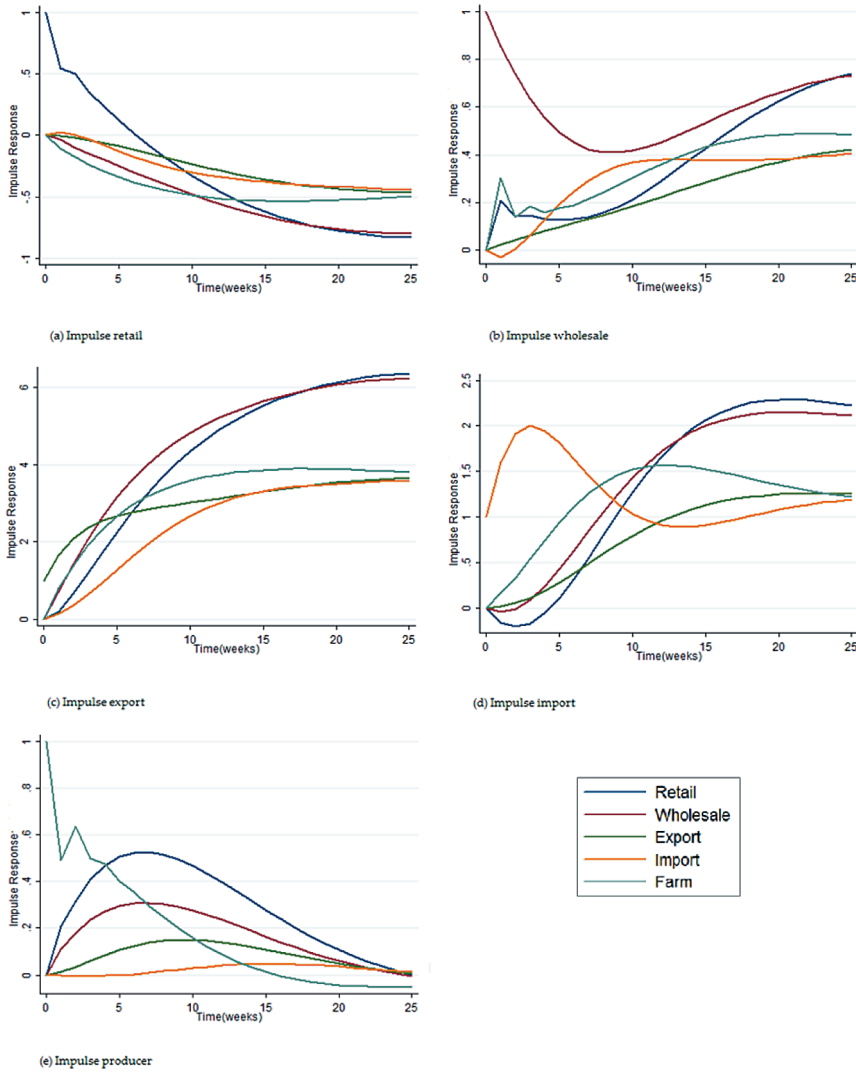 Impulse Response
1
.5
0
-.5
-1
0 5 10 15 20 25
Time(weeks)
(a) Impulse retail
Impulse Response
1
.8
.6
.4
.2
0
0 5 10 15 20 25
Time(weeks)
(b) Impulse wholesale
Impulse Response
6
4
2
0
0 5 10 15 20 25
Time(weeks)
(c) Impulse export
Impulse Response
2.5
2
1.5
1
.5
0
0 5 10 15 20 25
Time(weeks)
(d) Impulse import
Impulse Response
1
.8
.6
.4
.2
0
0 5 10 15 20 25
Time(weeks)
(e) Impulse producer
Retail
Wholesale
Export
Import
Farm